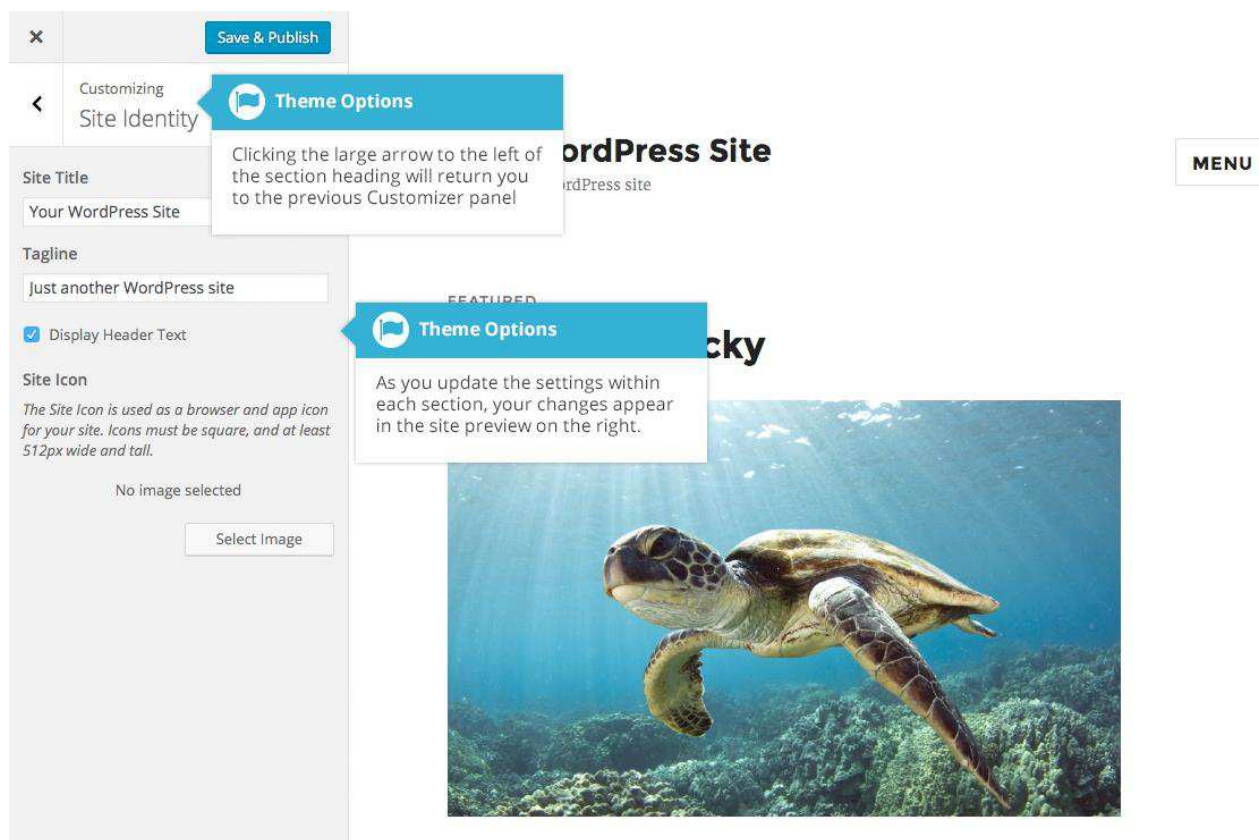 Save & Publish
Customizing
Site Identity
Theme Options
Clicking the large arrow to the left of
the section heading will return you
to the previous Customizer panel
Site Title
Your WordPress Site
Tagline
Just another WordPress site
Display Header Text
Site Icon
The Site Icon is used as a browser and app icon
for your site. Icons must be square, and at least
512px wide and tall.
No image selected
Select Image
ordPress Site
ordPress site
MENU
FEATURED
Theme Options
As you update the settings within
each section, your changes appear
in the site preview on the right.
cky